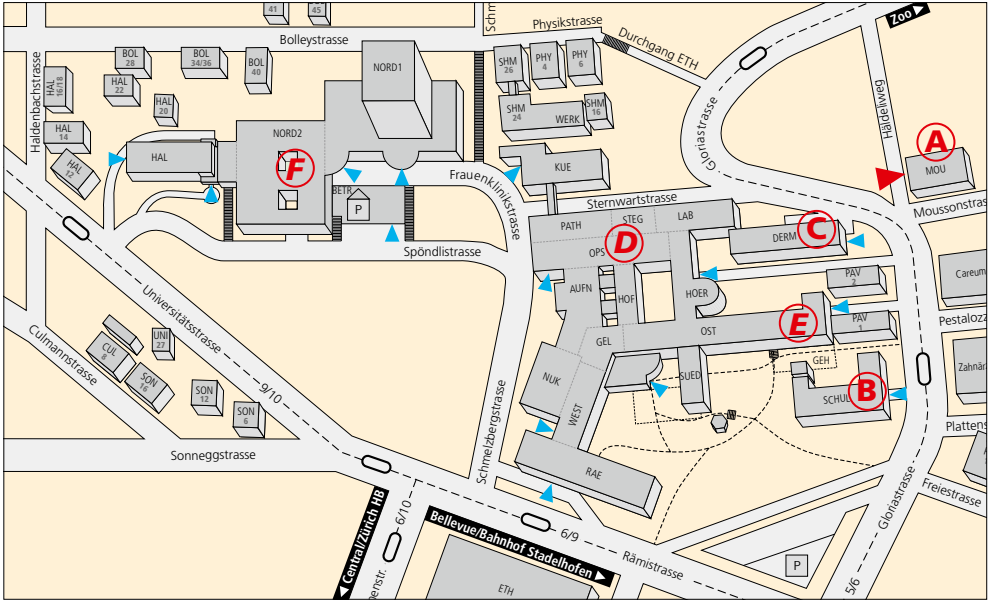 41
45
Schm
Physikstrasse
Zoo
Bolleystrasse
Durchgang ETH
BOL
28
BOL
34/36
BOL
40
NORD1
SHM
26
PHY
4
PHY
6
Haldenbachstrasse
HAL
16/18
HAL
22
HAL
20
SHM
24
WERK
SHM
16
Gloriastrasse
Häldeliweg
HAL
14
NORD2
A
MOU
HAL
HAL
12
F
KUE
Frauenklinikstrasse
BETR
P
Sternwartstrasse
Moussonstras
PATH
STEG
LAB
C
DERM
D
OPS
Spöndlistrasse
Careum
PAV
2
AUFN
HOF
HOER
Universitätsstrasse
E
OST
PAV
1
Pestalozz
Culmannstrasse
UNI
27
CUL
8
GEL
GEH
Zahnär
SON
16
SON
12
NUK
SUED
B
SCHUL
9/10
SON
6
WEST
Plattens
Sonneggstrasse
Schmelzbergstrasse
RAE
Freiestrasse
Central/Zürich HB
6/10
Bellevue/Bahnhof Stadelhofen
6/9
Rämistrasse
Gloriastrasse
P
5/6
nenstr.
ETH